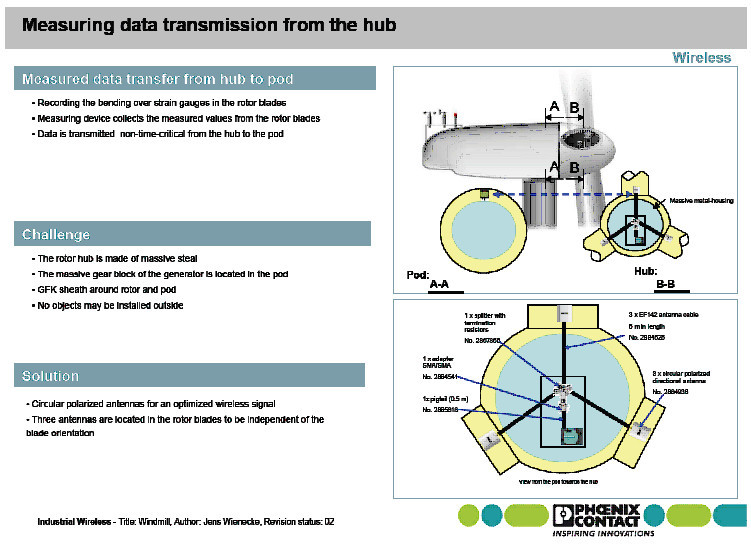 Measuring data transmission from the hub
Wireless
Measured data transfer from hub to pod
- Recording the bending over strain gauges in the rotor blades
- Measuring device collects the measured values from the rotor blades
- Data is transmitted non-time-critical from the hub to the pod
Challenge
- The rotor hub is made of massive steal
- The massive gear block of the generator is located in the pod
- GFK sheath around rotor and pod
- No objects may be installed outside
Solution
- Circular polarized antennas for an optimized wireless signal
- Three antennas are located in the rotor blades to be independent of the
blade orientation
A B
A B
Massive metal-housing
Pod:
A-A
Hub:
B-B
1 x splitter with
termination
resistors
No. 2867856
1 x adapter
SMA/SMA
No. 2884541
1x pigtail (0.5 m)
No. 2885618
3 x EF142 antenna cable
5 m in length
No. 2884525
3 x circular polarized
directional antenna
No. 2884936
View from the pod towards the hub
Industrial Wireless - Title: Windmill, Author: Jens Wienecke, Revision status: 02
PHŒNIX
CONTACT
INSPIRING INNOVATIONS